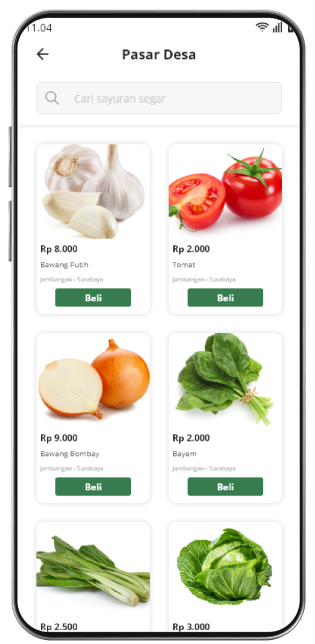 11.04
Pasar Desa
Cari sayuran segar
Rp 8.000
Bawang Putih
Jambangan - Surabaya
Beli
Rp 2.000
Tomat
Jambangan - Surabaya
Beli
Rp 9.000
Bawang Bombay
Jambangan - Surabaya
Beli
Rp 2.000
Bayam
Jambangan - Surabaya
Beli
Rp 2.500
Rp 3.000